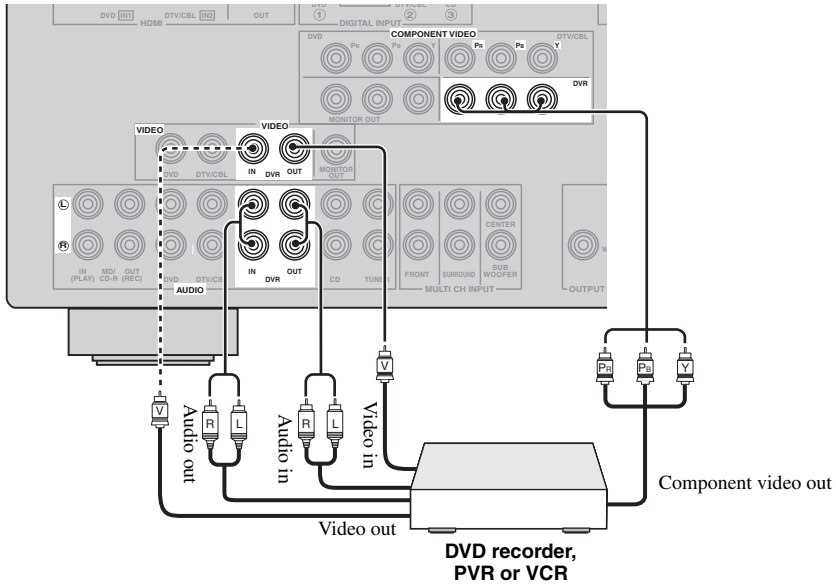 DVD DTV/CBL CD
DVD IN1 DTV/CBL IN2 OUT
HDMI
① ② ③
DIGITAL INPUT
COMPONENT VIDEO
DVD PR PB Y PR PB Y DTV/CBL
DVR
MONITOR OUT
VIDEO VIDEO
DVD DTV/CBL IN DVR OUT MONITOR OUT
L
R
CENTER
IN (PLAY) MD/CD-R OUT (REC) DVD DTV/CBL IN DVR OUT CD TUNER
FRONT SURROUND SUB WOOFER
AUDIO
MULTI CH INPUT
OUTPUT
PR PB Y
V
V
R L
R L
Audio out
Audio in
Video in
Component video out
Video out
DVD recorder,
PVR or VCR